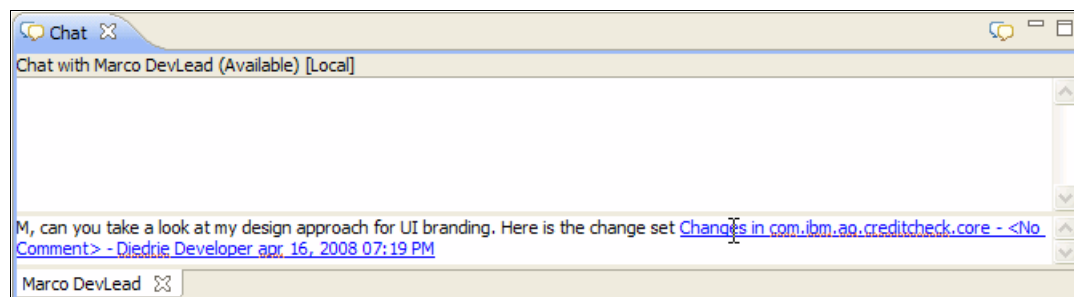 Chat
Chat with Marco DevLead (Available) [Local]
M, can you take a look at my design approach for UI branding. Here is the change set Changes in com.ibm.ao.creditcheck.core - <No
Comment> - Diedrie Developer apr 16, 2008 07:19 PM
Marco DevLead